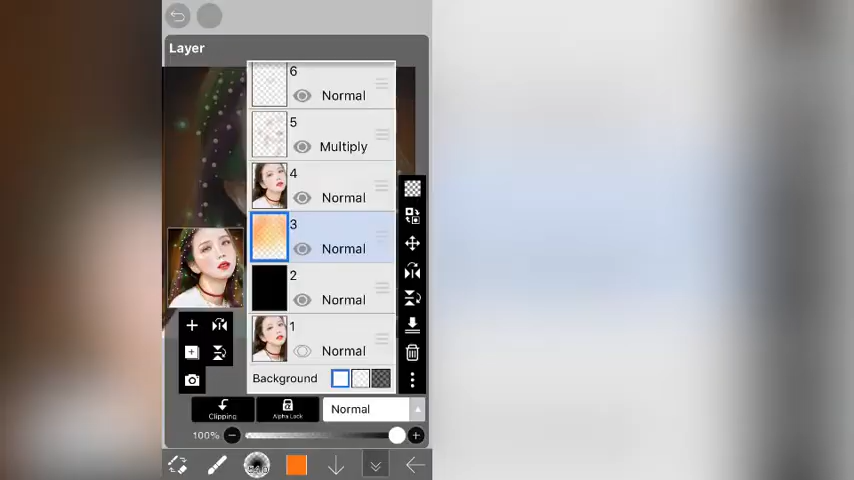 Layer
6
Normal
5
Multiply
4
Normal
3
Normal
2
Normal
1
Normal
Background
Clipping
Alpha Lock
Normal
100%